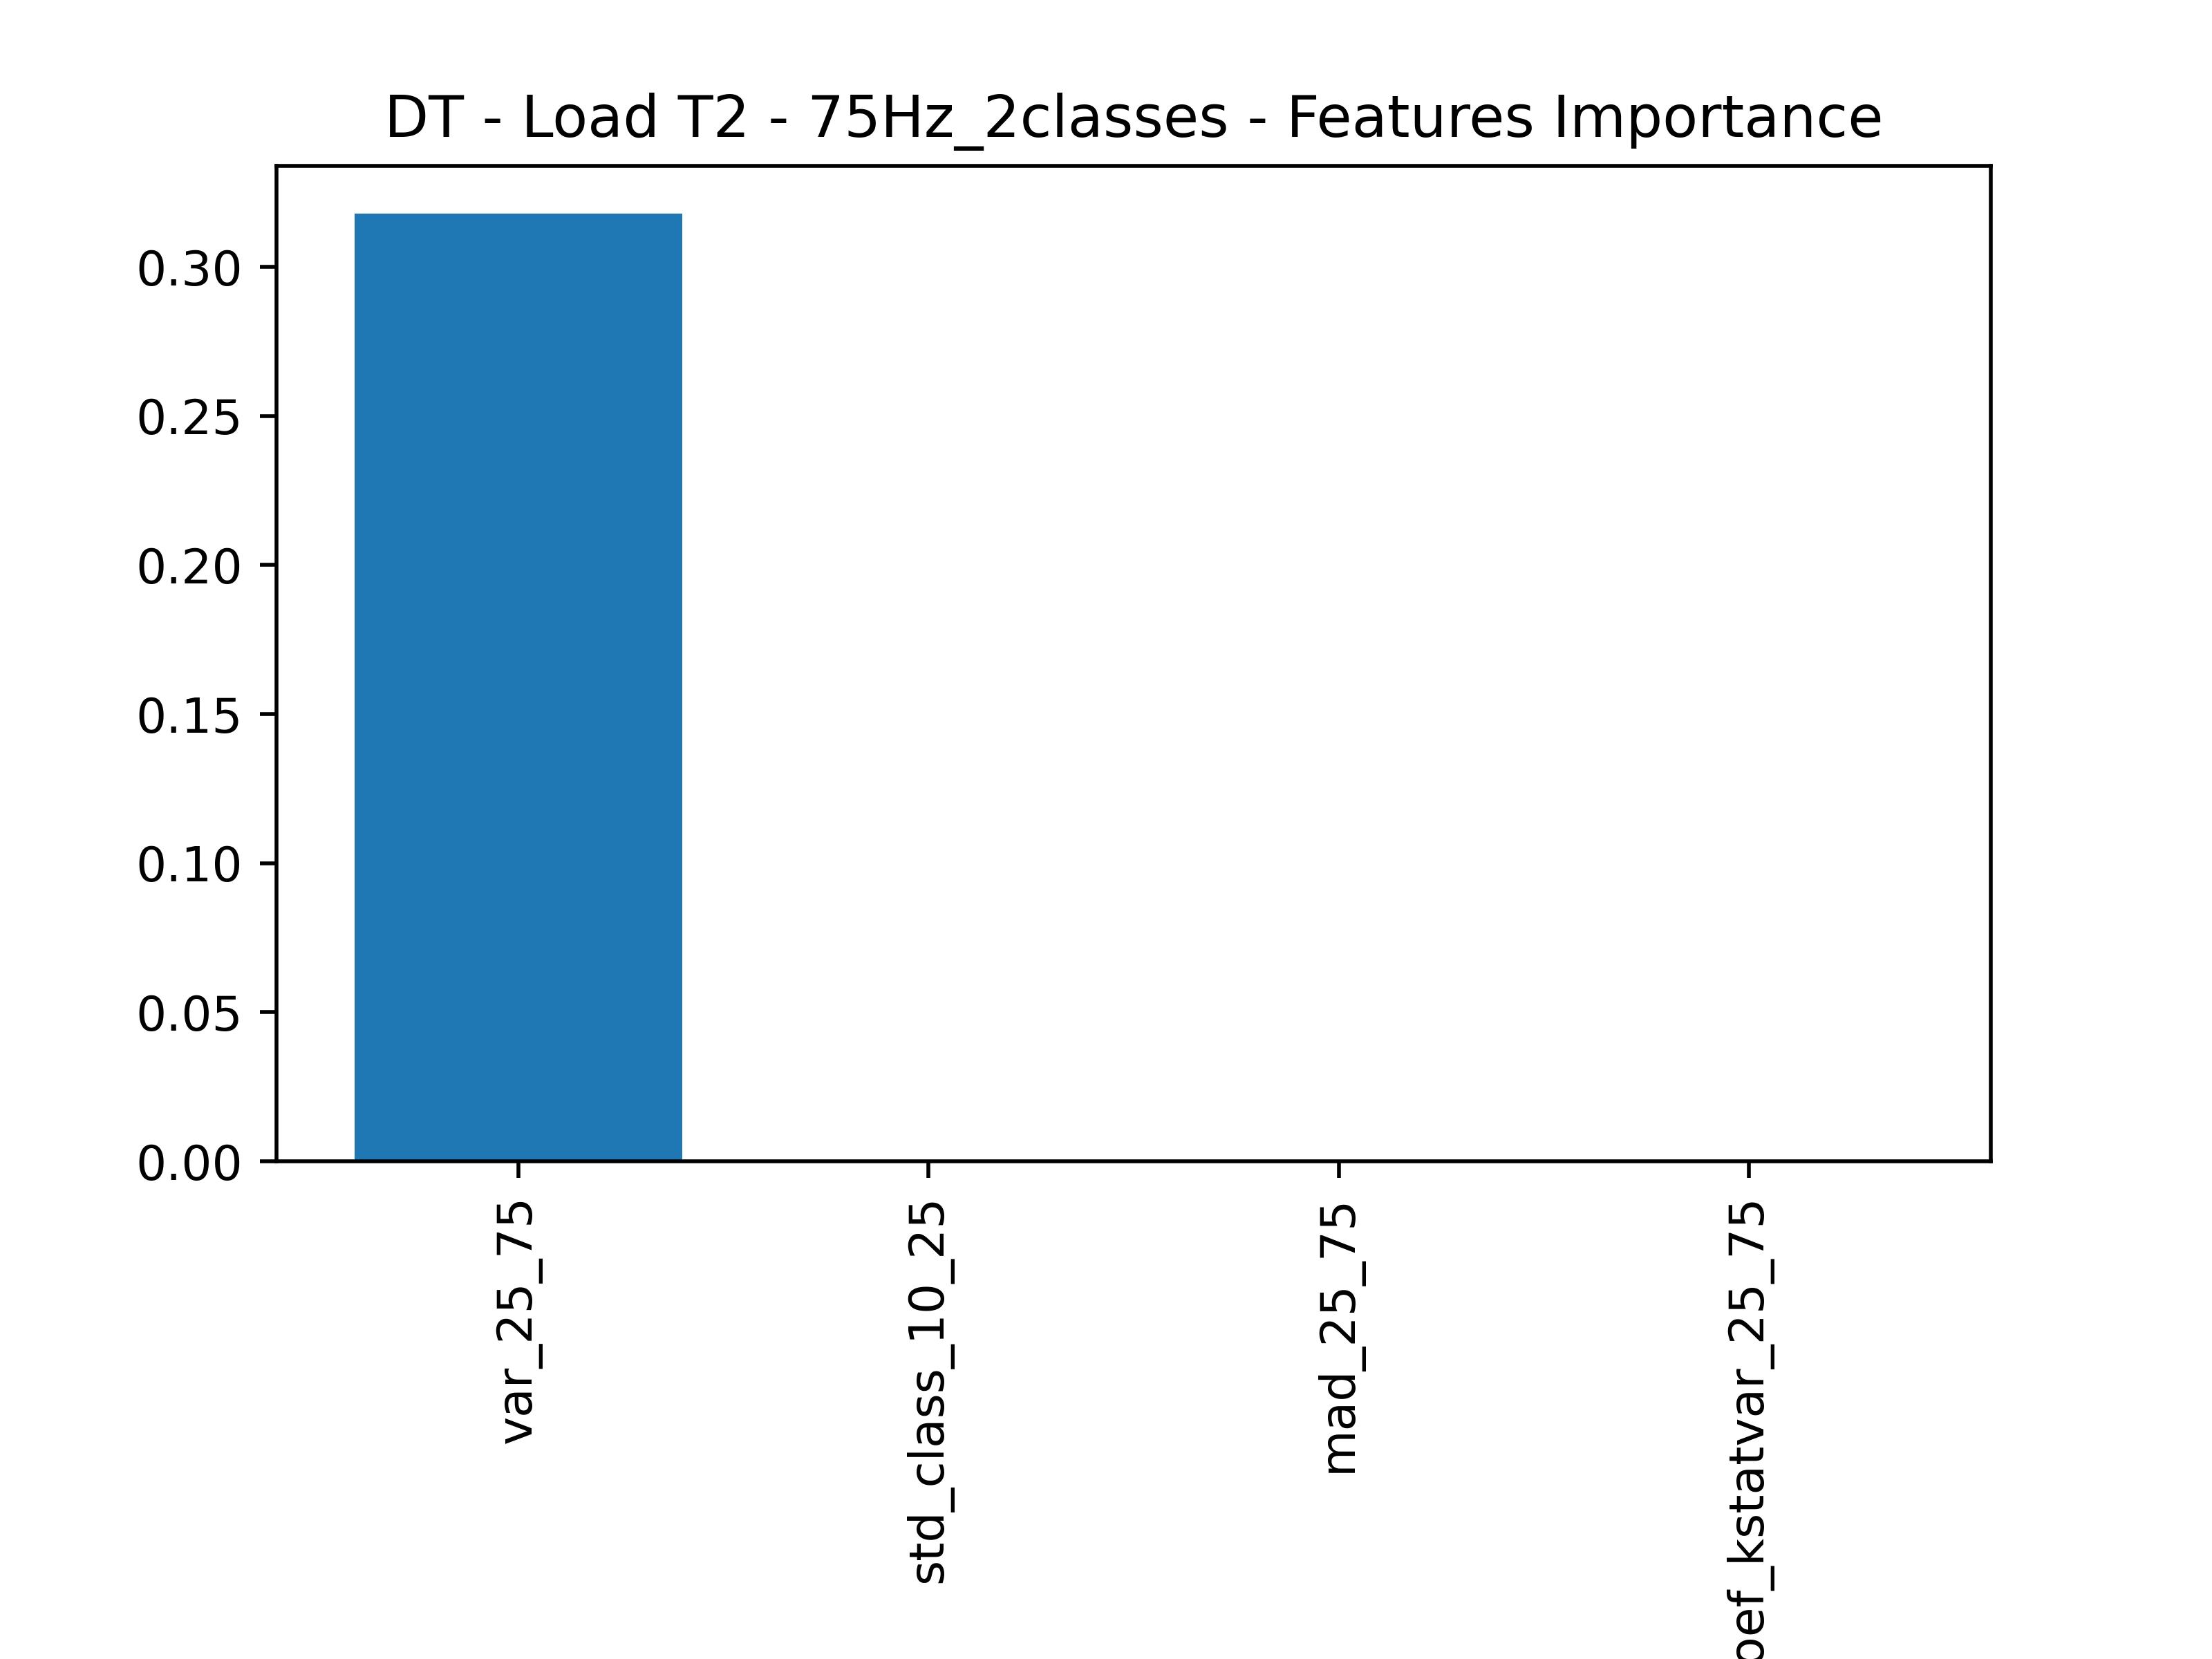 DT - Load T2 - 75Hz_2classes - Features Importance
0.30
0.25
0.20
0.15
0.10
0.05
0.00
var_25_75
std_class_10_25
mad_25_75
oef_kstatvar_25_75